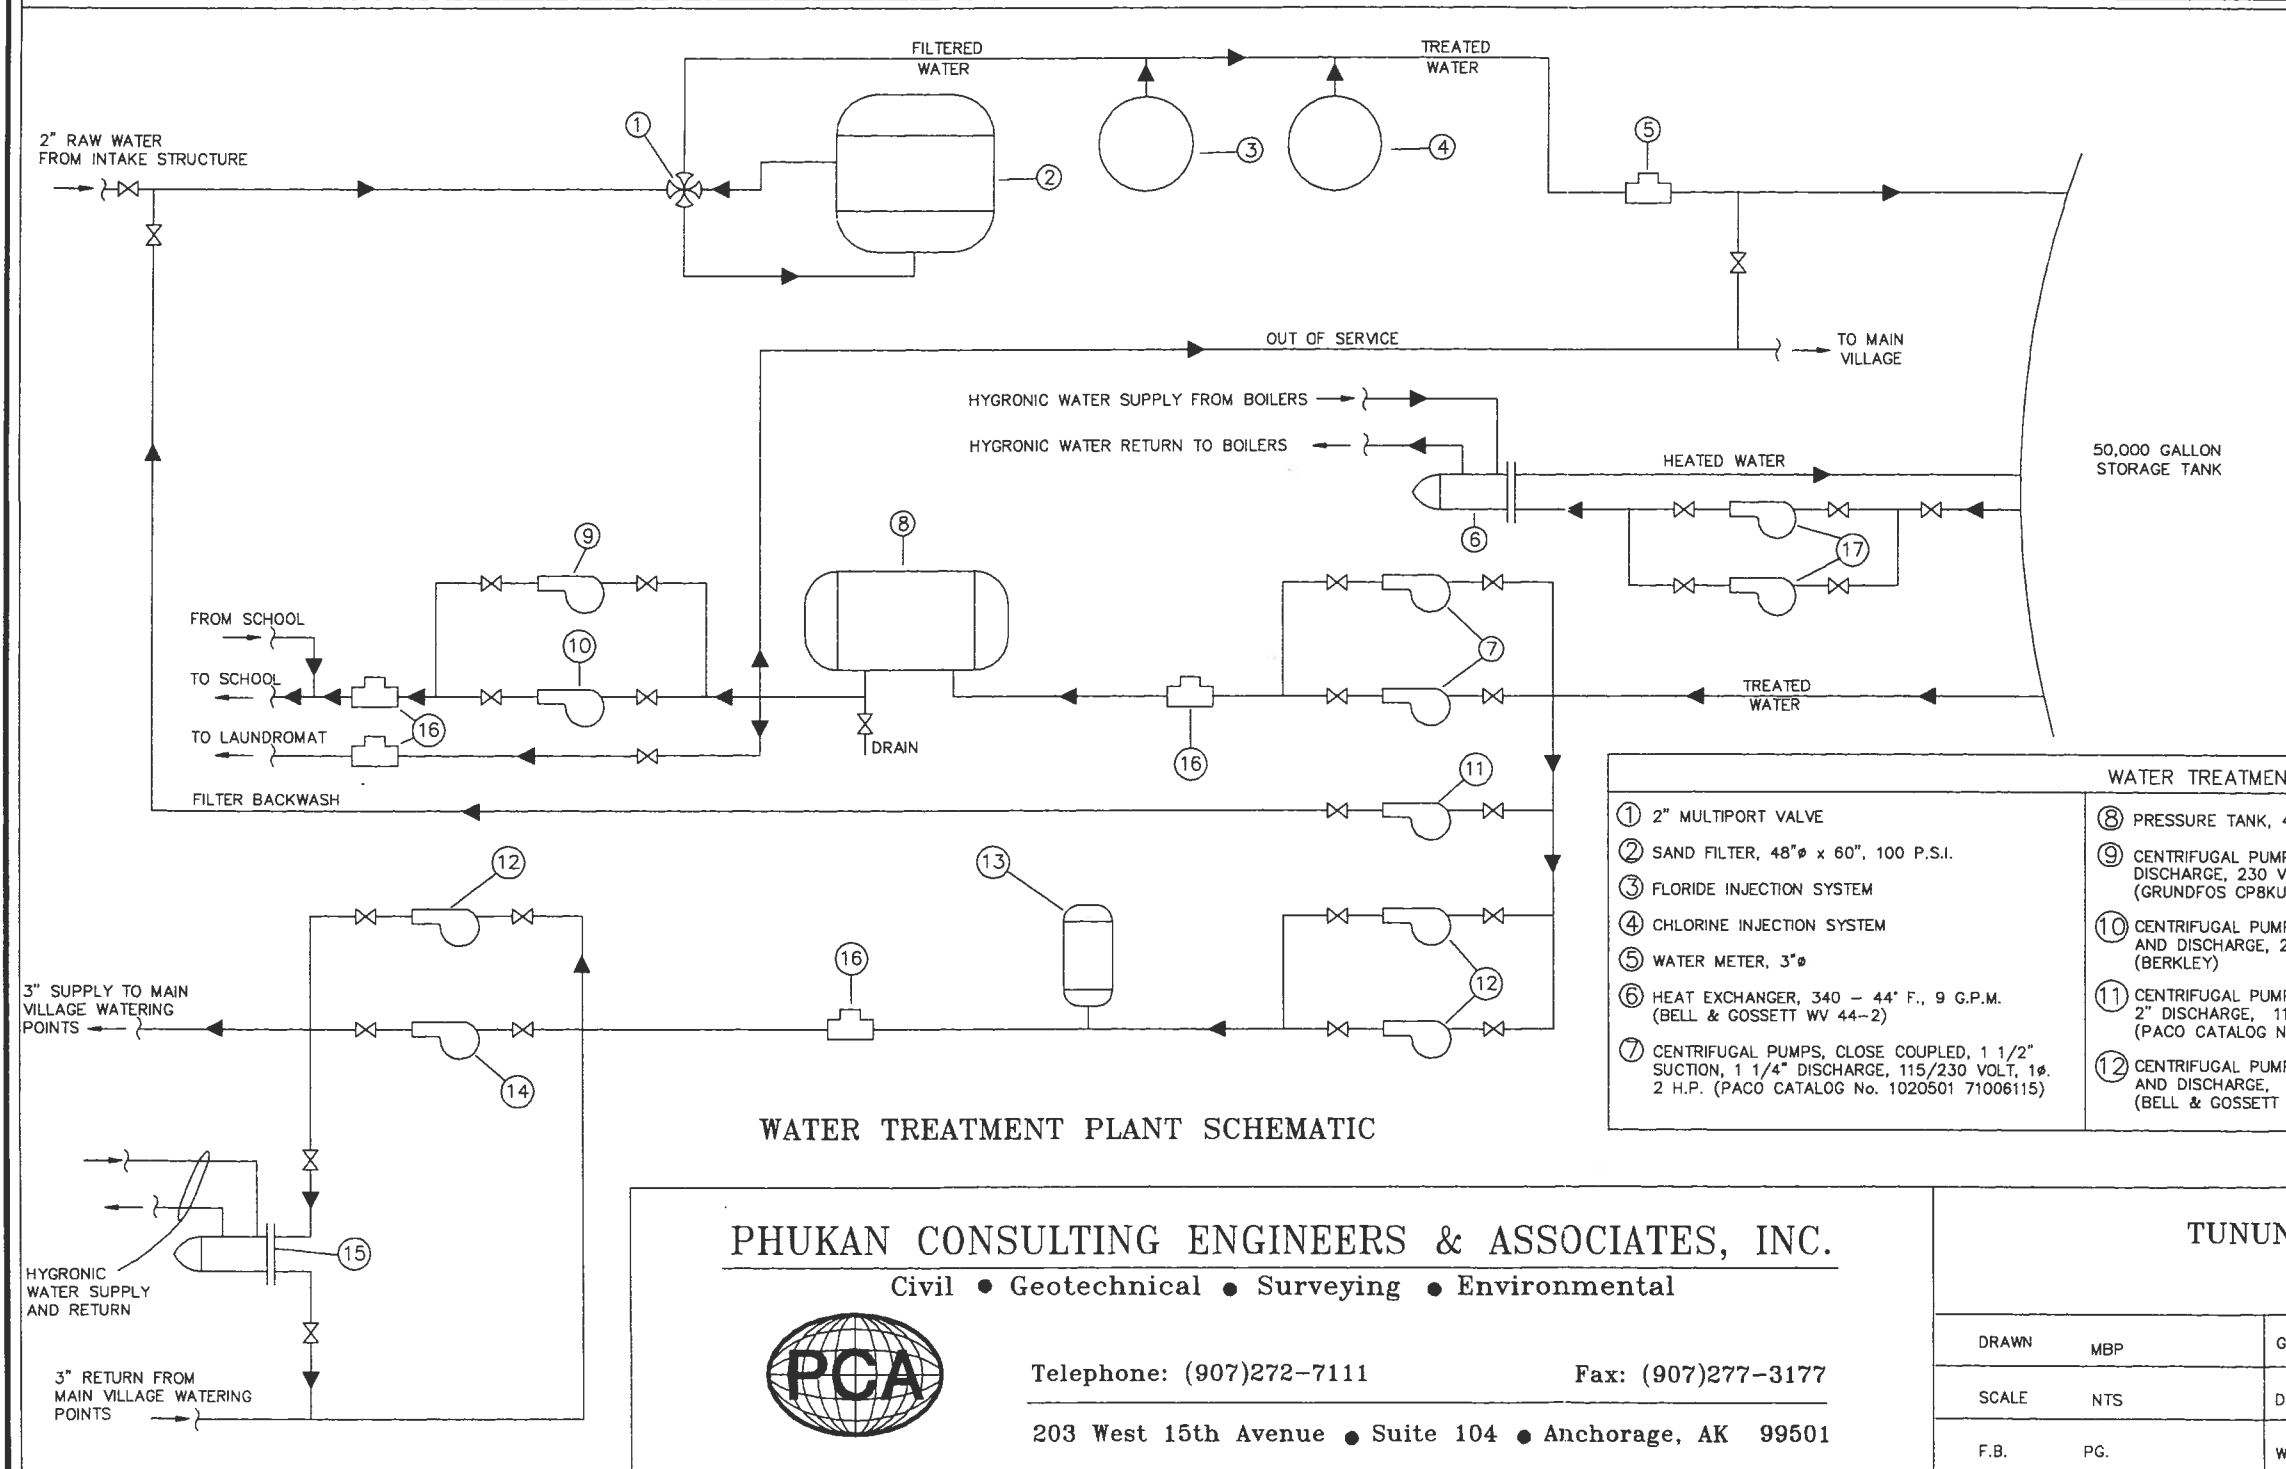 FILTERED
WATER
TREATED
WATER
2" RAW WATER
FROM INTAKE STRUCTURE
1
2
3
4
5
OUT OF SERVICE
TO MAIN
VILLAGE
HYGRONIC WATER SUPPLY FROM BOILERS
HYGRONIC WATER RETURN TO BOILERS
HEATED WATER
50,000 GALLON
STORAGE TANK
6
17
8
9
10
7
FROM SCHOOL
TO SCHOOL
TREATED
WATER
16
TO LAUNDROMAT
DRAIN
16
11
FILTER BACKWASH
12
13
16
12
3" SUPPLY TO MAIN
VILLAGE WATERING
POINTS
14
15
HYGRONIC
WATER SUPPLY
AND RETURN
3" RETURN FROM
MAIN VILLAGE WATERING
POINTS
WATER TREATMENT PLANT SCHEMATIC
WATER TREATMEN
1 2" MULTIPORT VALVE
2 SAND FILTER, 48"ø x 60", 100 P.S.I.
3 FLORIDE INJECTION SYSTEM
4 CHLORINE INJECTION SYSTEM
5 WATER METER, 3"ø
6 HEAT EXCHANGER, 340 – 44° F., 9 G.P.M.
(BELL & GOSSETT WV 44-2)
7 CENTRIFUGAL PUMPS, CLOSE COUPLED, 1 1/2"
SUCTION, 1 1/4" DISCHARGE, 115/230 VOLT, 1ø.
2 H.P. (PACO CATALOG No. 1020501 71006115)
8 PRESSURE TANK, 4
9 CENTRIFUGAL PUMP
DISCHARGE, 230 V
(GRUNDFOS CP8KU
10 CENTRIFUGAL PUMP
AND DISCHARGE, 2
(BERKLEY)
11 CENTRIFUGAL PUMP
2" DISCHARGE, 11
(PACO CATALOG N
12 CENTRIFUGAL PUMP
AND DISCHARGE,
(BELL & GOSSETT
PHUKAN CONSULTING ENGINEERS & ASSOCIATES, INC.
Civil ● Geotechnical ● Surveying ● Environmental
PCA
Telephone: (907)272-7111 Fax: (907)277-3177
203 West 15th Avenue ● Suite 104 ● Anchorage, AK 99501
TUNUN
DRAWN MBP G
SCALE NTS D
F.B. PG. W